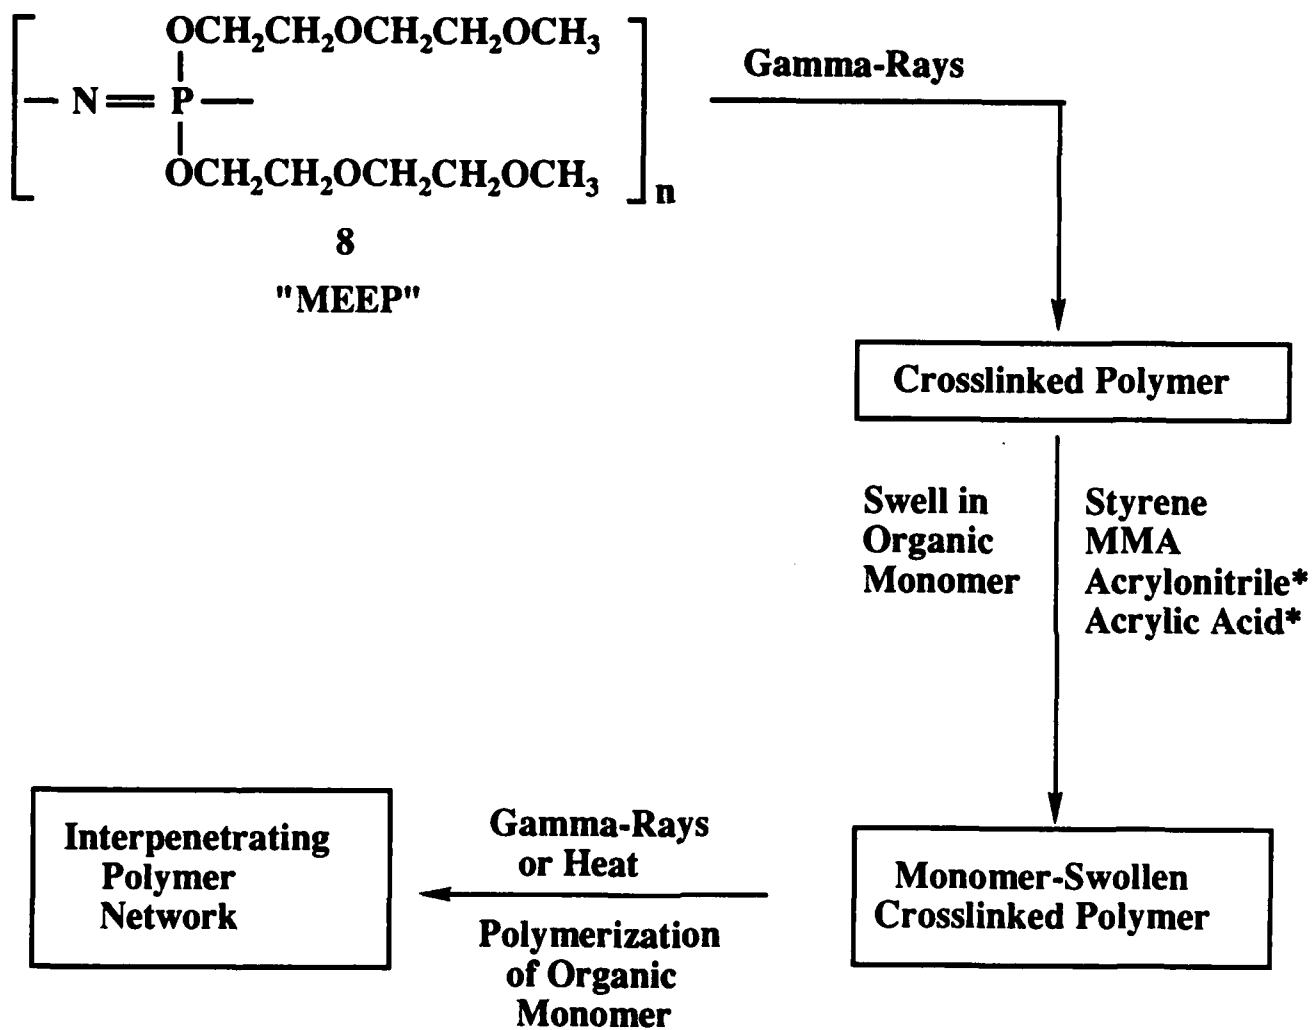 OCH₂CH₂OCH₂CH₂OCH₃
N═P
OCH₂CH₂OCH₂CH₂OCH₃
n
8
"MEEP"
Gamma-Rays
Crosslinked Polymer
Swell in
Organic
Monomer
Styrene
MMA
Acrylonitrile*
Acrylic Acid*
Monomer-Swollen
Crosslinked Polymer
Gamma-Rays
or Heat
Polymerization
of Organic
Monomer
Interpenetrating
Polymer
Network